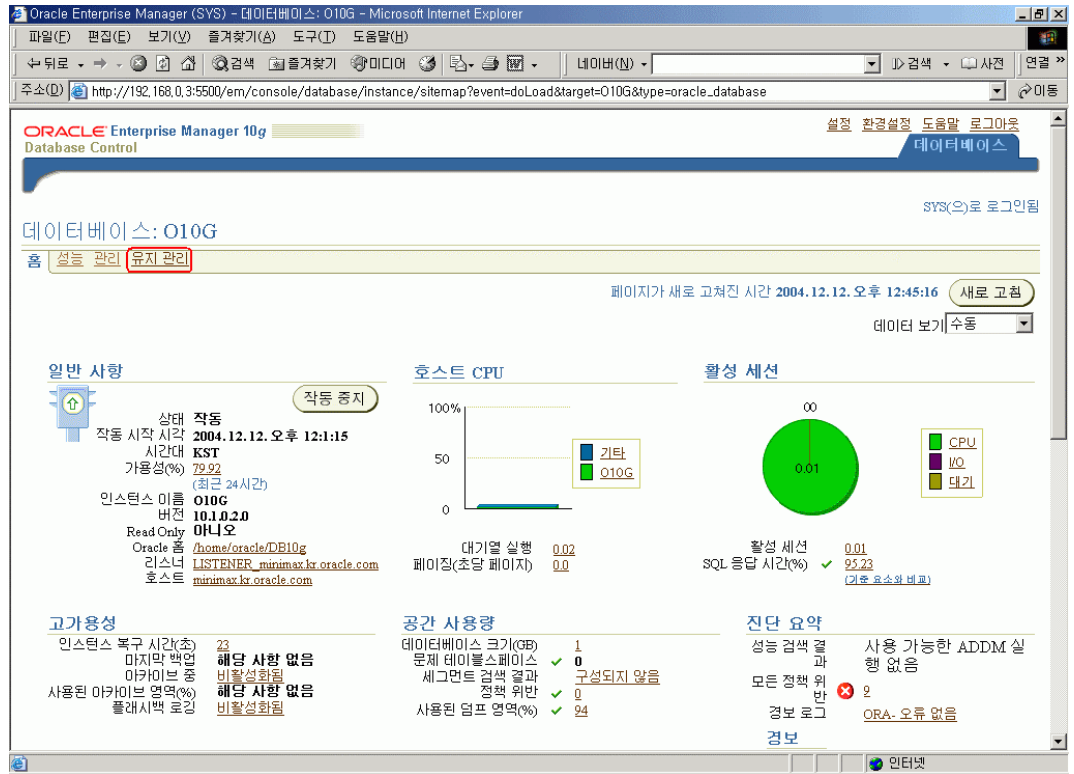 Oracle Enterprise Manager (SYS) - 데이터베이스: O10G - Microsoft Internet Explorer
파일(F) 편집(E) 보기(V) 즐겨찾기(A) 도구(T) 도움말(H)
뒤로 검색 즐겨찾기 미디어 네이버(N) 검색 사전 연결 »
주소(D) http://192,168,0,3:5500/em/console/database/instance/sitemap?event=doLoad&target=O10G&type=oracle_database 이동
ORACLE Enterprise Manager 10g
Database Control
설정 환경설정 도움말 로그아웃
데이터베이스
SYS(으)로 로그인됨
데이터베이스: O10G
홈 성능 관리 유지 관리
페이지가 새로 고쳐진 시간 2004.12.12. 오후 12:45:16 새로 고침
데이터 보기 수동
일반 사항
작동 중지
상태 작동
작동 시작 시각 2004.12.12. 오후 12:1:15
시간대 KST
가용성(%) 79.92
(최근 24시간)
인스턴스 이름 O10G
버전 10.1.0.2.0
Read Only 아니오
Oracle 홈 /home/oracle/DB10g
리스너 LISTENER_minimax.kr.oracle.com
호스트 minimax.kr.oracle.com
호스트 CPU
100%
50
0
기타
O10G
대기열 실행 0.02
페이징(초당 페이지) 0.0
활성 세션
00
0.01
CPU
I/O
대기
활성 세션 0.01
SQL 응답 시간(%) 95.23
(기준 요소와 비교)
고가용성
인스턴스 복구 시간(초) 23
마지막 백업 해당 사항 없음
아카이브 중 비활성화됨
사용된 아카이브 영역(%) 해당 사항 없음
플래시백 로깅 비활성화됨
공간 사용량
데이터베이스 크기(GB) 1
문제 테이블스페이스 0
세그먼트 검색 결과 구성되지 않음
정책 위반 0
사용된 덤프 영역(%) 94
진단 요약
성능 검색 결과 사용 가능한 ADDM 실행 없음
모든 정책 위반 9
경보 로그 ORA- 오류 없음
경보
인터넷